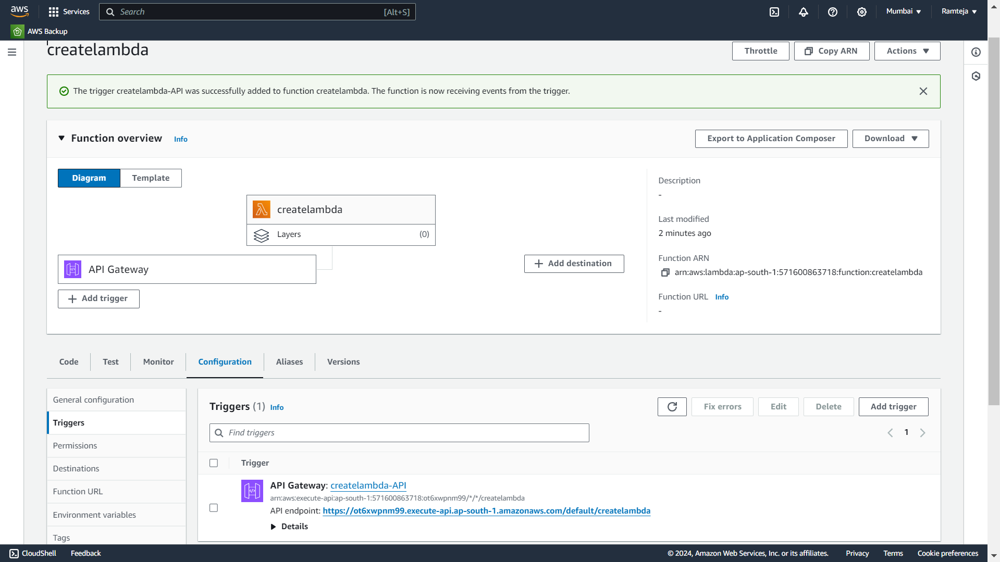 aws
Services
Search
[Alt+S]
Mumbai ▼
Ramteja ▼
AWS Backup
createlambda
Throttle
Copy ARN
Actions ▼
The trigger createlambda-API was successfully added to function createlambda. The function is now receiving events from the trigger.
▼ Function overview Info
Export to Application Composer
Download ▼
Diagram
Template
createlambda
Layers (0)
API Gateway
+ Add trigger
+ Add destination
Description
-
Last modified
2 minutes ago
Function ARN
arn:aws:lambda:ap-south-1:571600863718:function:createlambda
Function URL Info
-
Code
Test
Monitor
Configuration
Aliases
Versions
General configuration
Triggers
Permissions
Destinations
Function URL
Environment variables
Tags
Triggers (1) Info
Fix errors
Edit
Delete
Add trigger
Find triggers
1
Trigger
API Gateway: createlambda-API
arn:aws:execute-api:ap-south-1:571600863718:ot6xwpnm99/*/*/createlambda
API endpoint: https://ot6xwpnm99.execute-api.ap-south-1.amazonaws.com/default/createlambda
▶ Details
CloudShell
Feedback
© 2024, Amazon Web Services, Inc. or its affiliates.
Privacy
Terms
Cookie preferences